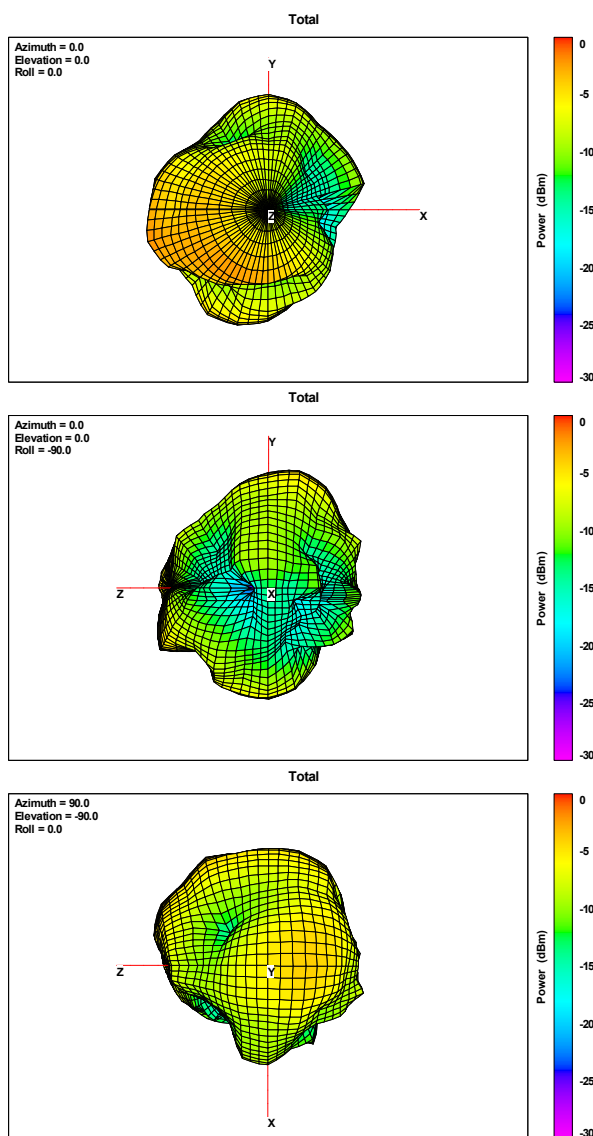 Total
Azimuth = 0.0
Elevation = 0.0
Roll = 0.0
Y
Z
X
0
-5
-10
-15
-20
-25
-30
Power (dBm)
Total
Azimuth = 0.0
Elevation = 0.0
Roll = -90.0
Y
Z
X
0
-5
-10
-15
-20
-25
-30
Power (dBm)
Total
Azimuth = 90.0
Elevation = -90.0
Roll = 0.0
Z
Y
X
0
-5
-10
-15
-20
-25
-30
Power (dBm)